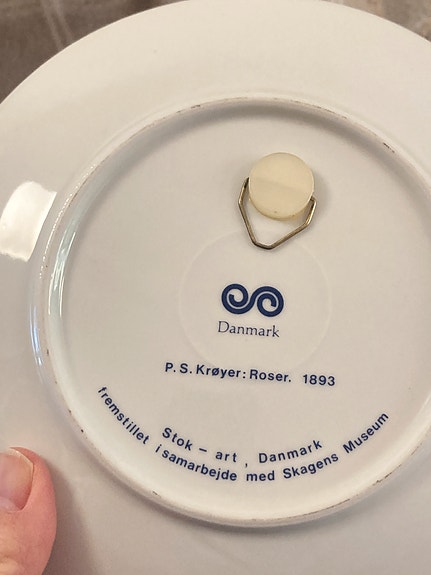 Danmark
P.S. Krøyer: Roser. 1893
Stok - art, Danmark
fremstillet i samarbejde med Skagens Museum